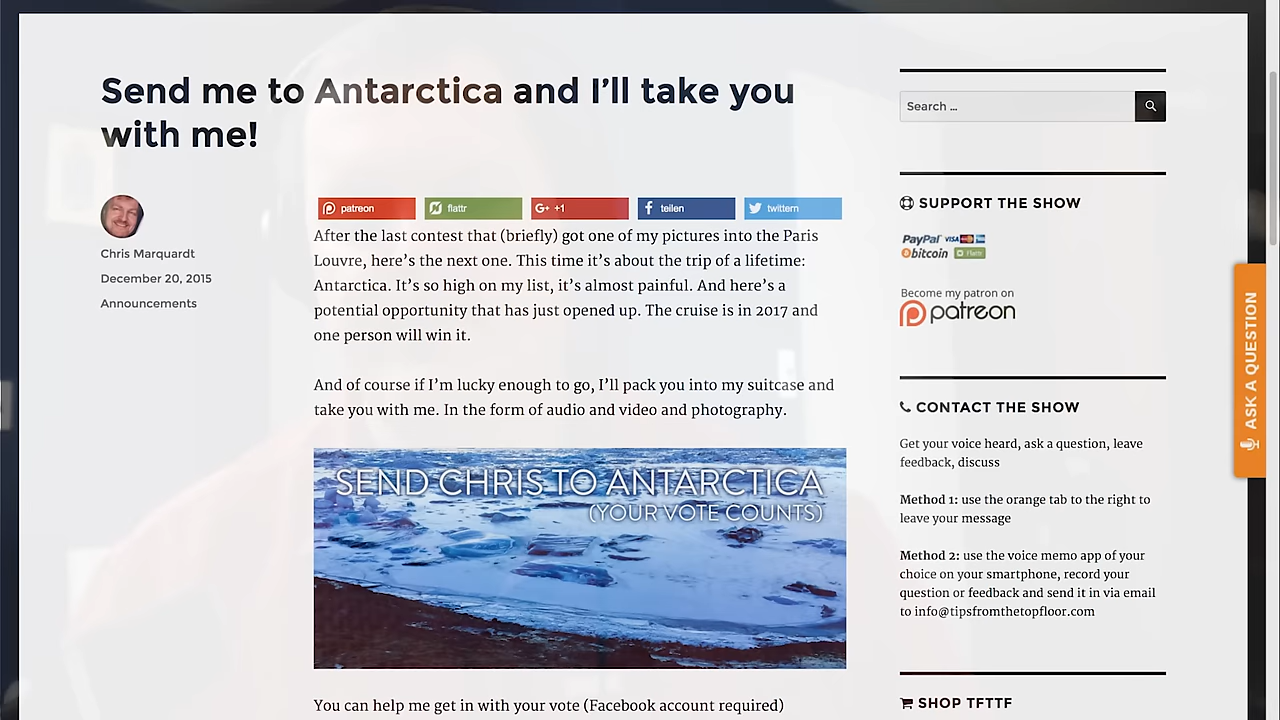 Send me to Antarctica and I'll take you
with me!
Chris Marquardt
December 20, 2015
Announcements
patreon
flattr
G+ +1
f teilen
twittern
After the last contest that (briefly) got one of my pictures into the Paris
Louvre, here's the next one. This time it's about the trip of a lifetime:
Antarctica. It's so high on my list, it's almost painful. And here's a
potential opportunity that has just opened up. The cruise is in 2017 and
one person will win it.
And of course if I'm lucky enough to go, I'll pack you into my suitcase and
take you with me. In the form of audio and video and photography.
SEND CHRIS TO ANTARCTICA
(YOUR VOTE COUNTS)
You can help me get in with your vote (Facebook account required)
Search ...
SUPPORT THE SHOW
PayPal VISA
bitcoin Flattr
Become my patron on
patreon
CONTACT THE SHOW
Get your voice heard, ask a question, leave
feedback, discuss
Method 1: use the orange tab to the right to
leave your message
Method 2: use the voice memo app of your
choice on your smartphone, record your
question or feedback and send it in via email
to info@tipsfromthetopfloor.com
SHOP TFTTF
ASK A QUESTION